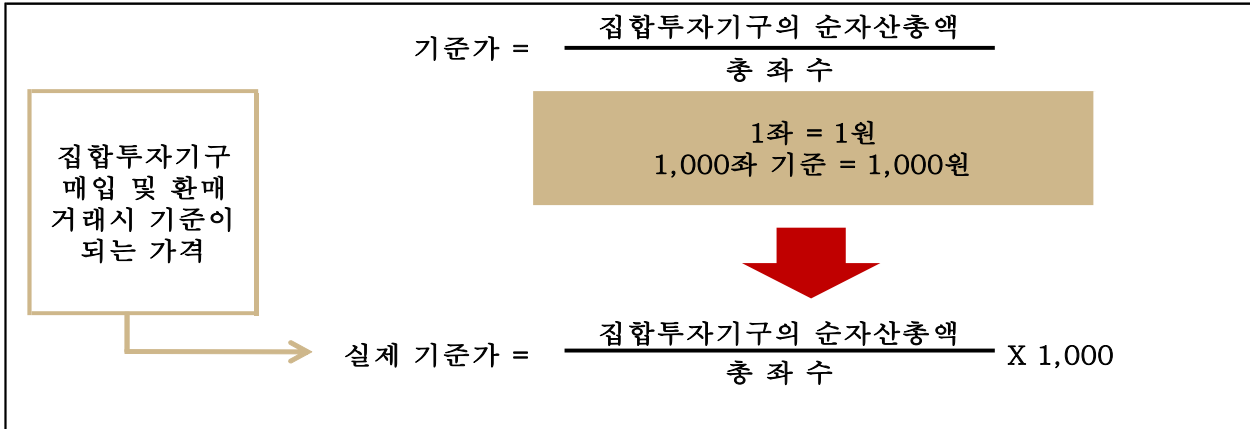 집합투자기구의 순자산총액
기준가 =
총 좌 수
1좌 = 1원
1,000좌 기준 = 1,000원
집합투자기구
매입 및 환매
거래시 기준이
되는 가격
집합투자기구의 순자산총액
실제 기준가 =
X 1,000
총 좌 수